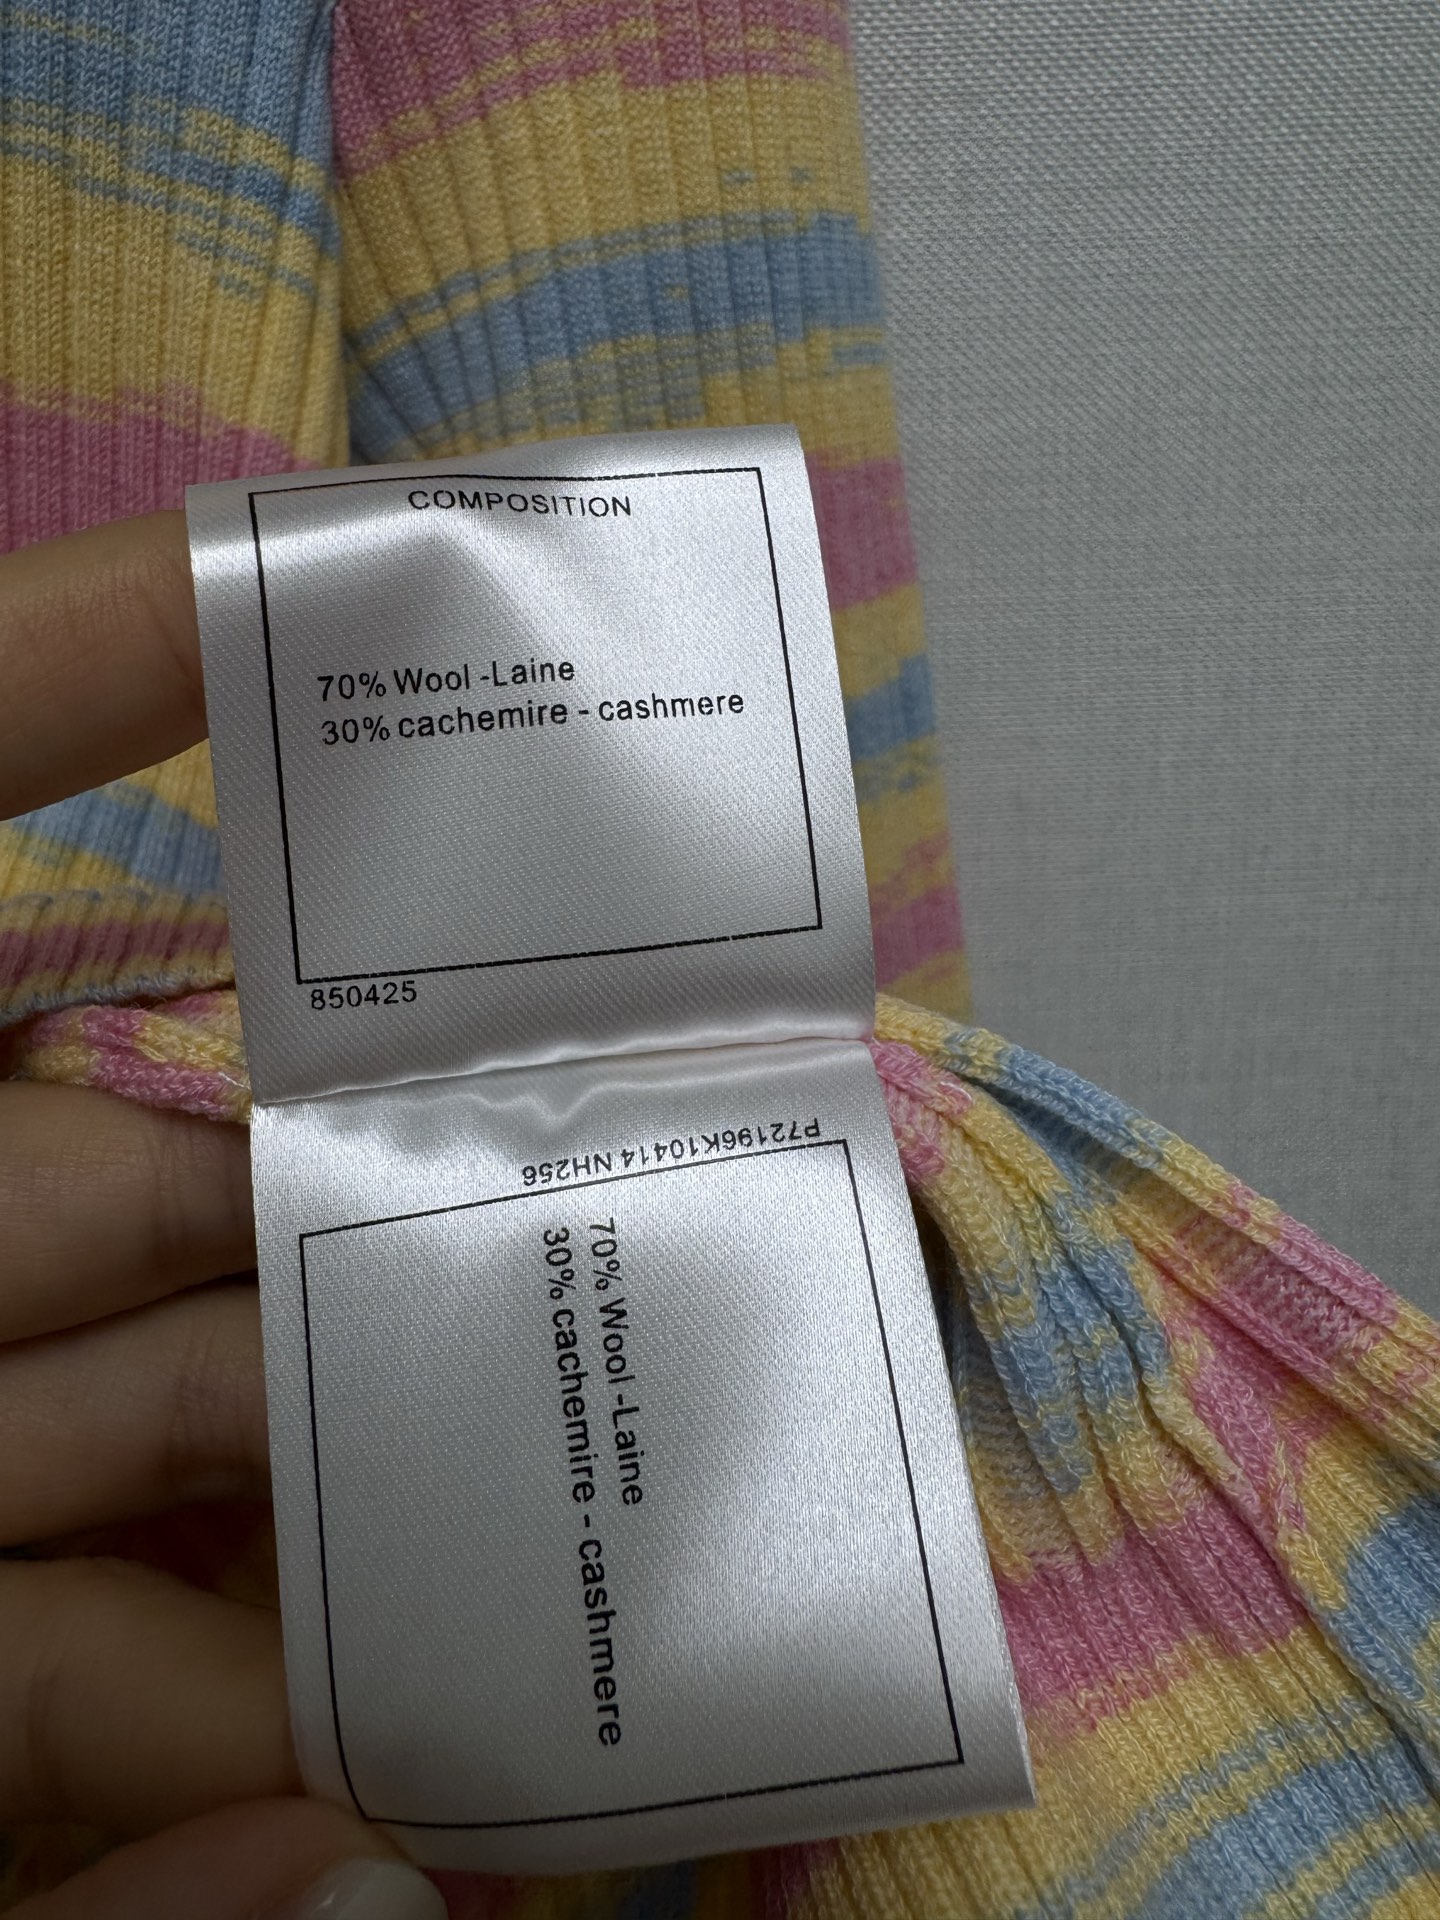 COMPOSITION
70% Wool -Laine
30% cachemire - cashmere
850425
P72196K10414 NH256
70% Wool -Laine
30% cachemire - cashmere